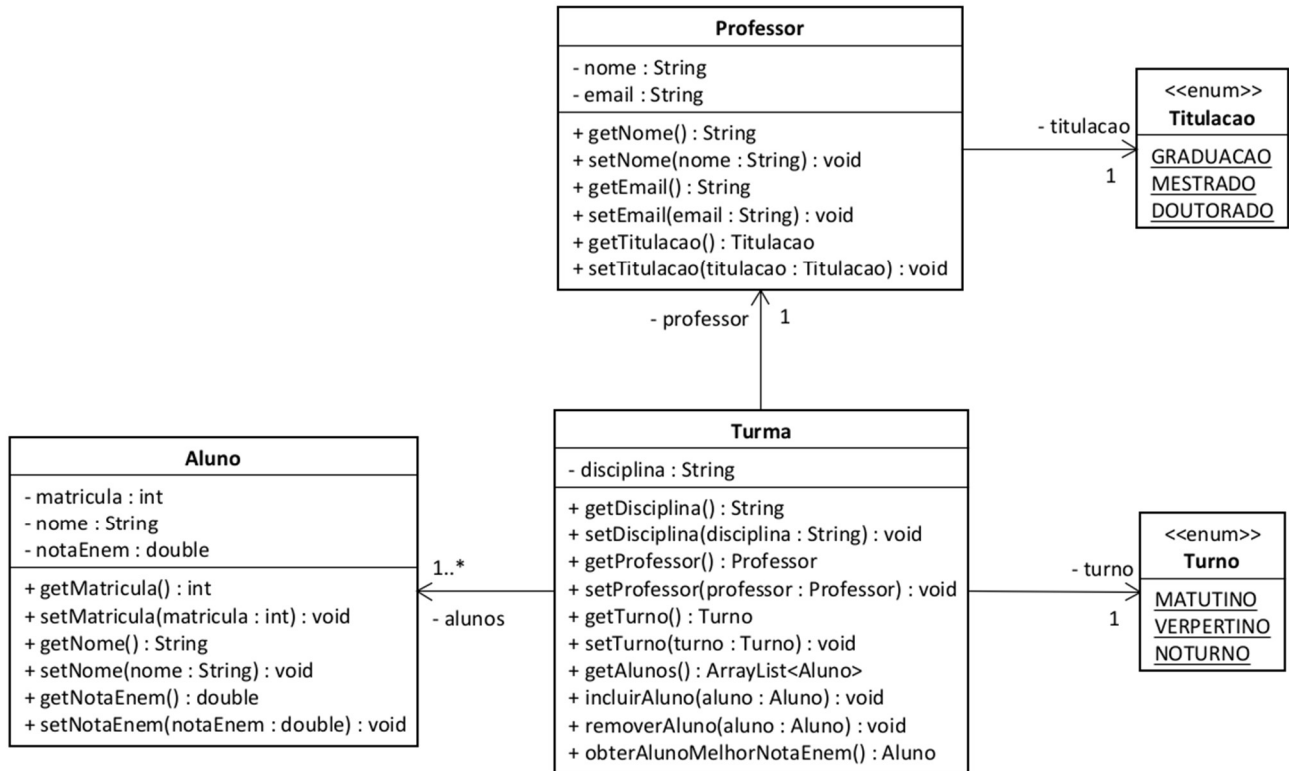 Professor
- nome : String
- email : String
+ getNome() : String
+ setNome(nome : String) : void
+ getEmail() : String
+ setEmail(email : String) : void
+ getTitulacao() : Titulacao
+ setTitulacao(titulacao : Titulacao) : void
- titulacao
1
<<enum>>
Titulacao
GRADUACAO
MESTRADO
DOUTORADO
- professor
1
Aluno
- matricula : int
- nome : String
- notaEnem : double
+ getMatricula() : int
+ setMatricula(matricula : int) : void
+ getNome() : String
+ setNome(nome : String) : void
+ getNotaEnem() : double
+ setNotaEnem(notaEnem : double) : void
1..*
- alunos
Turma
- disciplina : String
+ getDisciplina() : String
+ setDisciplina(disciplina : String) : void
+ getProfessor() : Professor
+ setProfessor(professor : Professor) : void
+ getTurno() : Turno
+ setTurno(turno : Turno) : void
+ getAlunos() : ArrayList<Aluno>
+ incluirAluno(aluno : Aluno) : void
+ removerAluno(aluno : Aluno) : void
+ obterAlunoMelhorNotaEnem() : Aluno
- turno
1
<<enum>>
Turno
MATUTINO
VERPERTINO
NOTURNO